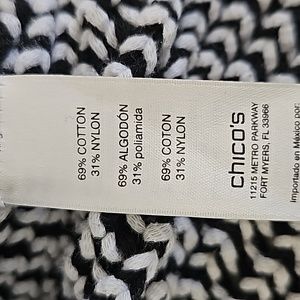 69% COTTON
31% NYLON
69% ALGODÓN
31% poliamida
69% COTON
31% NYLON
chico's
11215 METRO PARKWAY
FORT MYERS, FL 33966
Importado en México por: